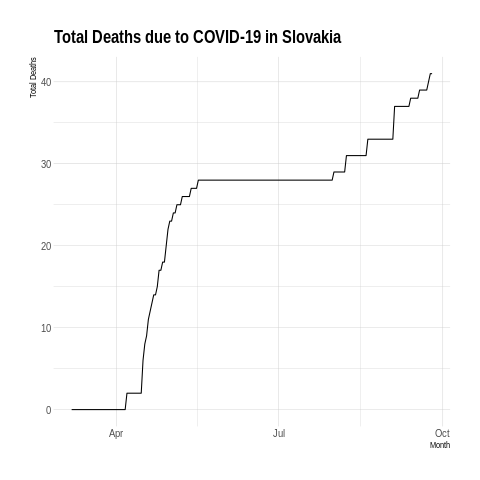 Total Deaths due to COVID-19 in Slovakia
Total Deaths
40
30
20
10
0
Apr
Jul
Oct
Month